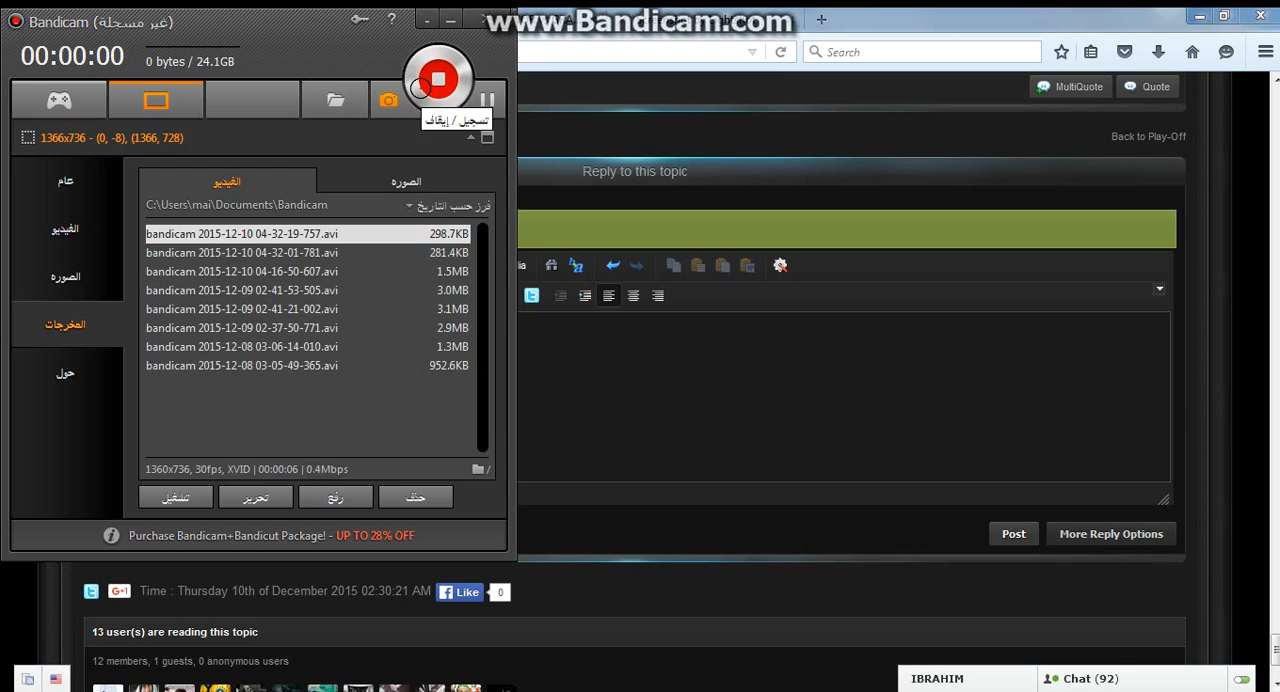 Bandicam (غير مسجلة)
www.Bandicam.com
00:00:00
0 bytes / 24.1GB
Search
تسجيل / إيقاف
1366x736 - (0, -8), (1366, 728)
MultiQuote
Quote
Back to Play-Off
Reply to this topic
عام
الفيديو
الصوره
المخرجات
حول
الفيديو
الصوره
C:\Users\mai\Documents\Bandicam
فرز حسب التاريخ
bandicam 2015-12-10 04-32-19-757.avi 298.7KB
bandicam 2015-12-10 04-32-01-781.avi 281.4KB
bandicam 2015-12-10 04-16-50-607.avi 1.5MB
bandicam 2015-12-09 02-41-53-505.avi 3.0MB
bandicam 2015-12-09 02-41-21-002.avi 3.1MB
bandicam 2015-12-09 02-37-50-771.avi 2.9MB
bandicam 2015-12-08 03-06-14-010.avi 1.3MB
bandicam 2015-12-08 03-05-49-365.avi 952.6KB
1360x736, 30fps, XVID | 00:00:06 | 0.4Mbps
تشغيل
تحرير
رفع
حذف
Purchase Bandicam+Bandicut Package! - UP TO 28% OFF
Post
More Reply Options
G+1
Time : Thursday 10th of December 2015 02:30:21 AM
Like
0
13 user(s) are reading this topic
12 members, 1 guests, 0 anonymous users
IBRAHIM
Chat (92)